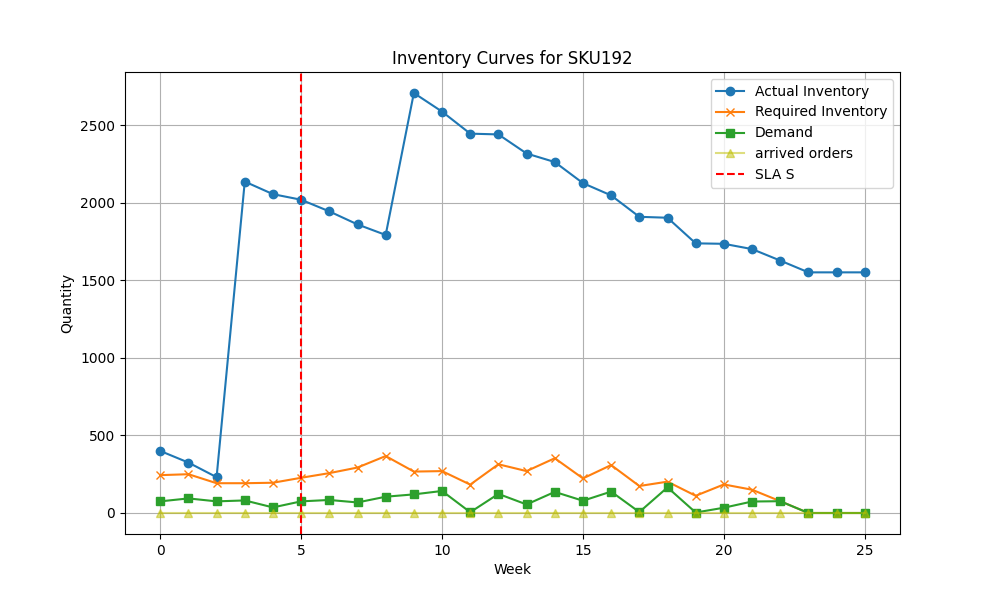 Inventory Curves for SKU192
Actual Inventory
Required Inventory
Demand
arrived orders
SLA S
Quantity
2500
2000
1500
1000
500
0
0 5 10 15 20 25
Week